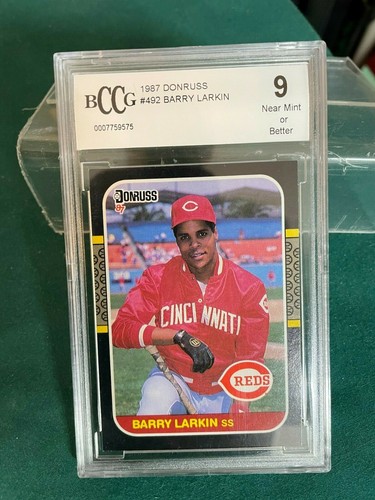 BCCG
0007759575
1987 DONRUSS
#492 BARRY LARKIN
9
Near Mint
or
Better
DONRUSS
'87
C
CINCINNATI
C
REDS
BARRY LARKIN SS